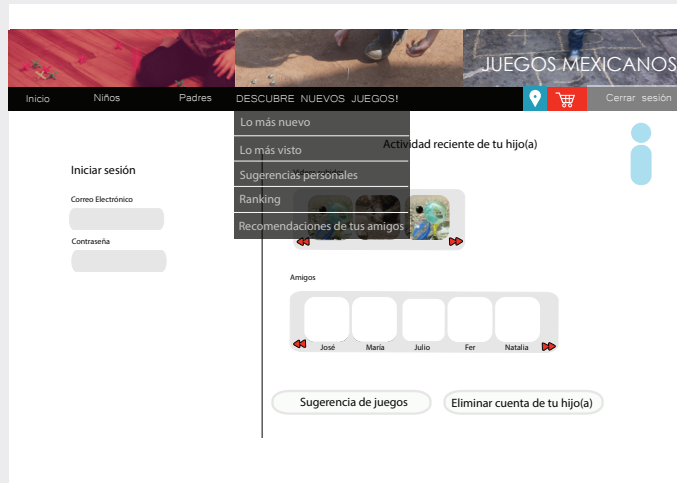 JUEGOS MEXICANOS
Inicio
Niños
Padres
DESCUBRE NUEVOS JUEGOS!
Cerrar sesión
Lo más nuevo
Lo más visto
Sugerencias personales
Ranking
Recomendaciones de tus amigos
Actividad reciente de tu hijo(a)
Iniciar sesión
Correo Electrónico
Contraseña
Amigos
José
María
Julio
Fer
Natalia
Sugerencia de juegos
Eliminar cuenta de tu hijo(a)